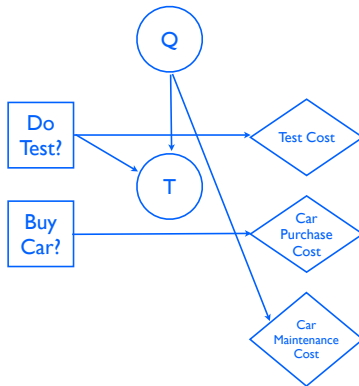 Q
Do
Test?
Test Cost
T
Buy
Car?
Car
Purchase
Cost
Car
Maintenance
Cost